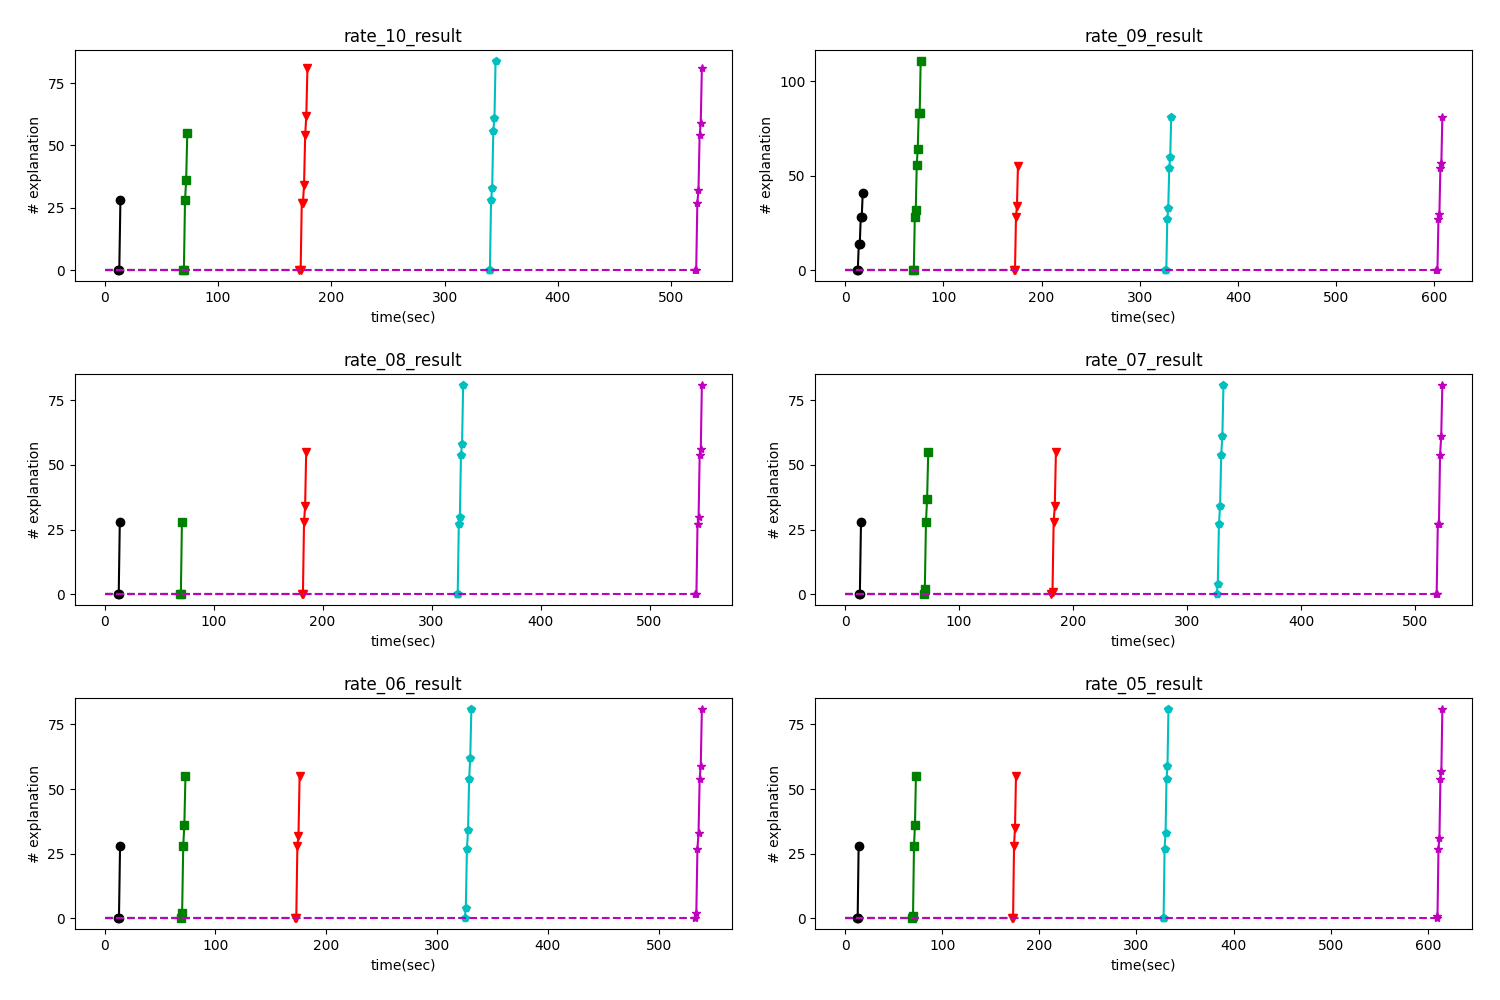 rate_10_result
# explanation
75
50
25
0
0 100 200 300 400 500
time(sec)
rate_09_result
# explanation
100
50
0
0 100 200 300 400 500 600
time(sec)
rate_08_result
# explanation
75
50
25
0
0 100 200 300 400 500
time(sec)
rate_07_result
# explanation
75
50
25
0
0 100 200 300 400 500
time(sec)
rate_06_result
# explanation
75
50
25
0
0 100 200 300 400 500
time(sec)
rate_05_result
# explanation
75
50
25
0
0 100 200 300 400 500 600
time(sec)